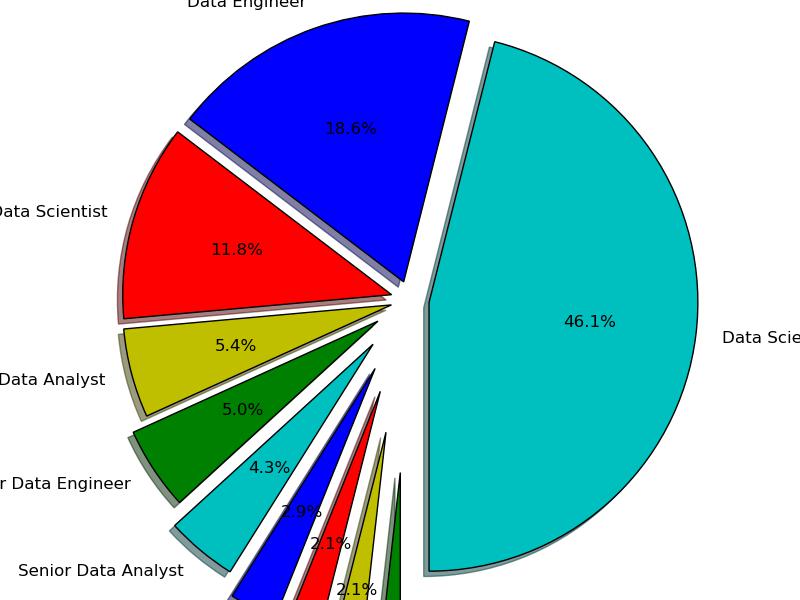 Data Engineer
18.6%
Data Scientist
11.8%
46.1%
Data
Data Analyst
5.4%
5.0%
Data Engineer
4.3%
Senior Data Analyst
2.9%
2.1%
2.1%